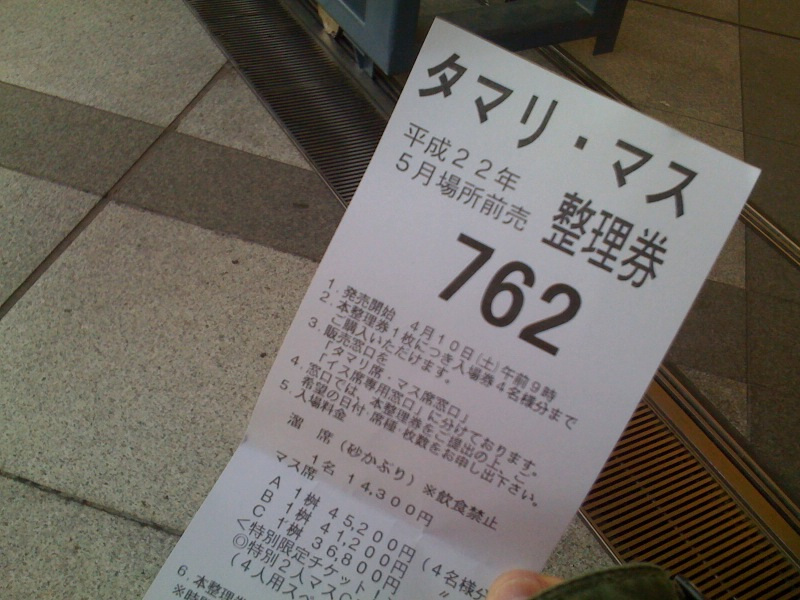 タマリ・マス
平成22年
5月場所前売
整理券
762
1. 発売開始 4月10日(土)午前9時
2. 本整理券1枚につき入場券4名様分まで
ご購入いただけます。
3. 販売窓口を
「タマリ席・マス席窓口」
「イス席専用窓口」に分けております。
4. 窓口では、本整理券をご提出の上、ご
希望の日付・席種・枚数をお申し出下さい。
5. 入場料金
溜席(砂かぶり)※飲食禁止
1名 14,300円
マス席
A 1桝 45,200円(4名様分
B 1桝 41,200円
C 1桝 36,800円 〃
<特別限定チケット
◎特別2人マス
(4人用スペ
6. 本整理
※時